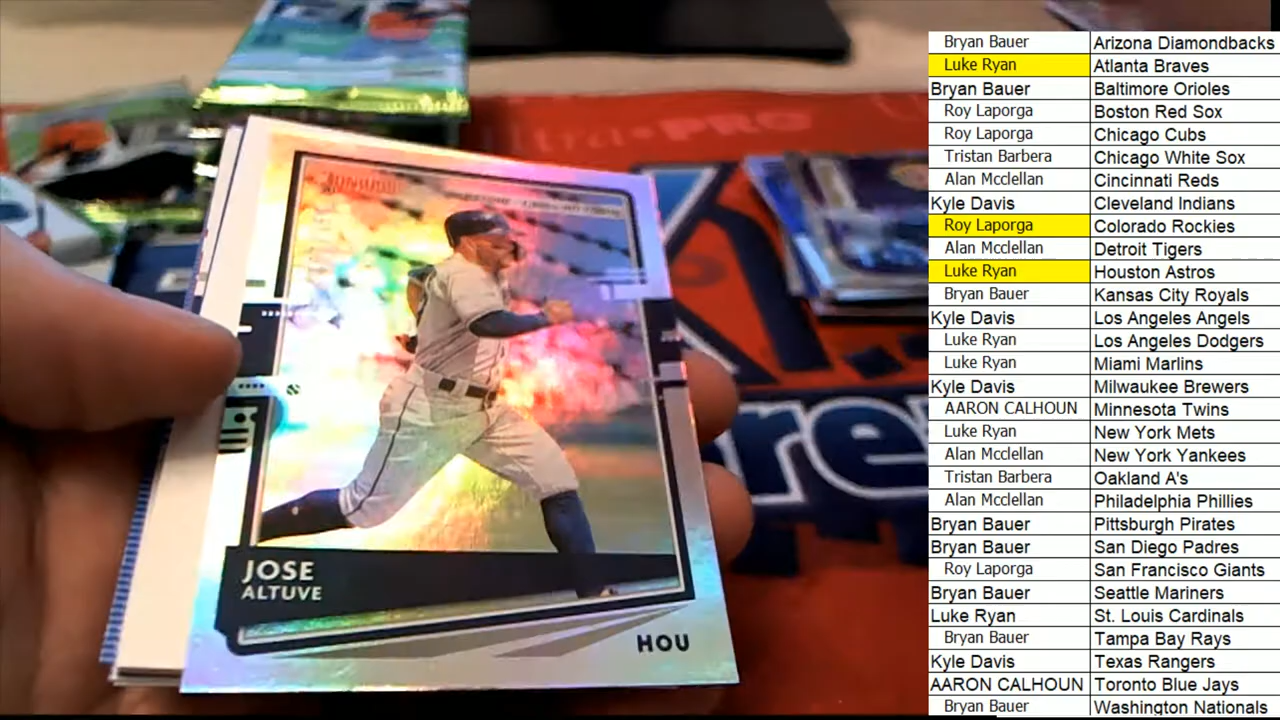 Bryan Bauer Arizona Diamondbacks
Luke Ryan Atlanta Braves
Bryan Bauer Baltimore Orioles
Roy Laporga Boston Red Sox
Roy Laporga Chicago Cubs
Tristan Barbera Chicago White Sox
Alan Mcclellan Cincinnati Reds
Kyle Davis Cleveland Indians
Roy Laporga Colorado Rockies
Alan Mcclellan Detroit Tigers
Luke Ryan Houston Astros
Bryan Bauer Kansas City Royals
Kyle Davis Los Angeles Angels
Luke Ryan Los Angeles Dodgers
Luke Ryan Miami Marlins
Kyle Davis Milwaukee Brewers
AARON CALHOUN Minnesota Twins
Luke Ryan New York Mets
Alan Mcclellan New York Yankees
Tristan Barbera Oakland A's
Alan Mcclellan Philadelphia Phillies
Bryan Bauer Pittsburgh Pirates
Bryan Bauer San Diego Padres
Roy Laporga San Francisco Giants
Bryan Bauer Seattle Mariners
Luke Ryan St. Louis Cardinals
Bryan Bauer Tampa Bay Rays
Kyle Davis Texas Rangers
AARON CALHOUN Toronto Blue Jays
Bryan Bauer Washington Nationals
JOSE
ALTUVE
HOU
PRO